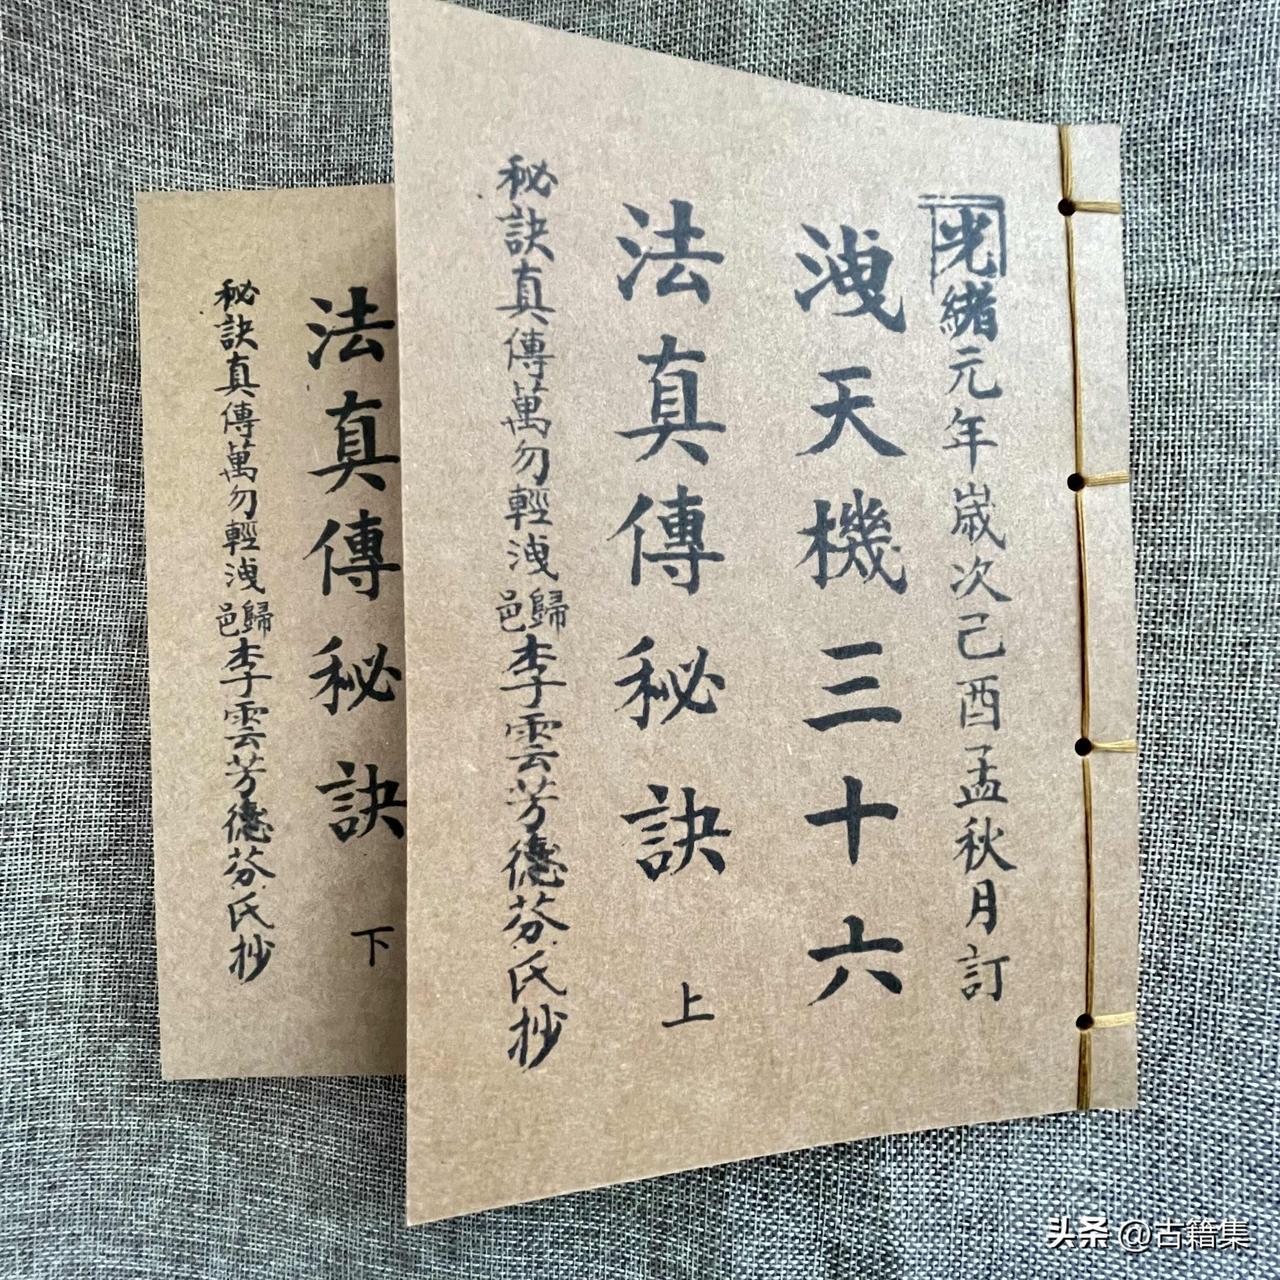 光緒元年歲次己酉孟秋月訂
洩天機三十六
法真傳秘訣 上
秘訣真傳萬勿輕洩 歸邑 李雲芳德芬氏抄
法真傳秘訣 下
秘訣真傳萬勿輕洩 歸邑 李雲芳德芬氏抄
头条 @古籍集